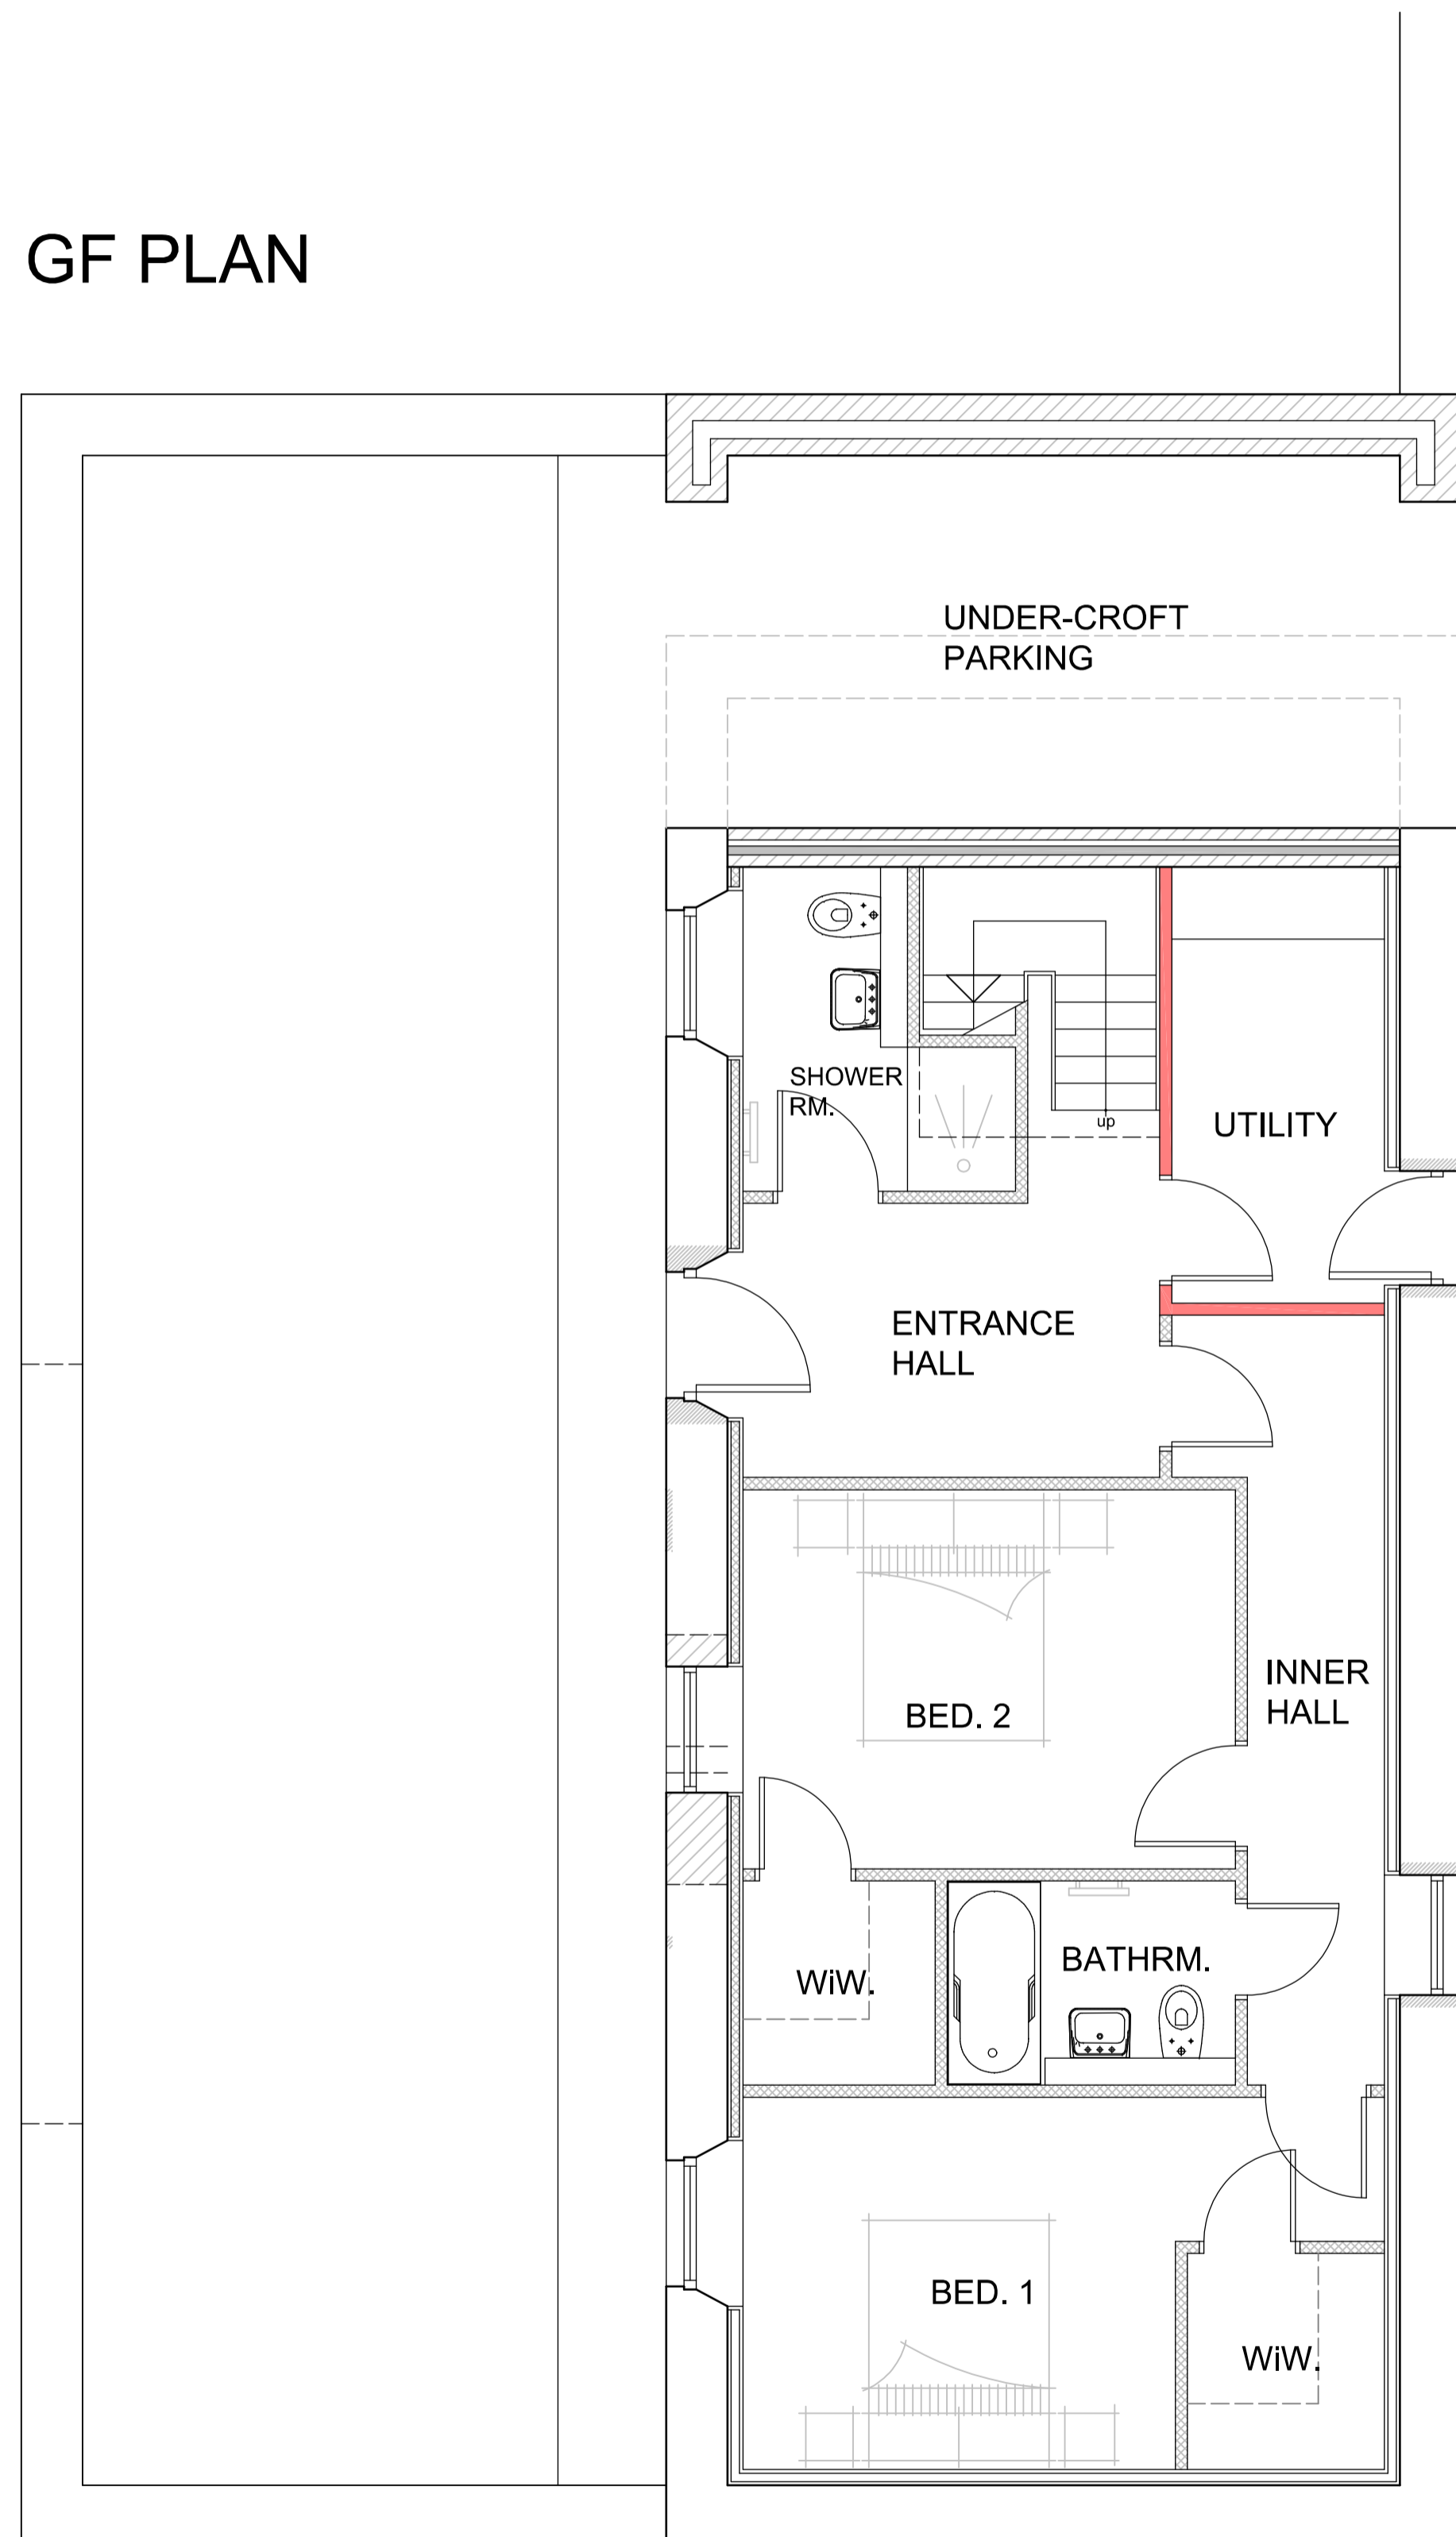 GF PLAN
UNDER-CROFT
PARKING
SHOWER
RM.
up
UTILITY
ENTRANCE
HALL
INNER
HALL
BED. 2
BATHRM.
WiW.
BED. 1
WiW.